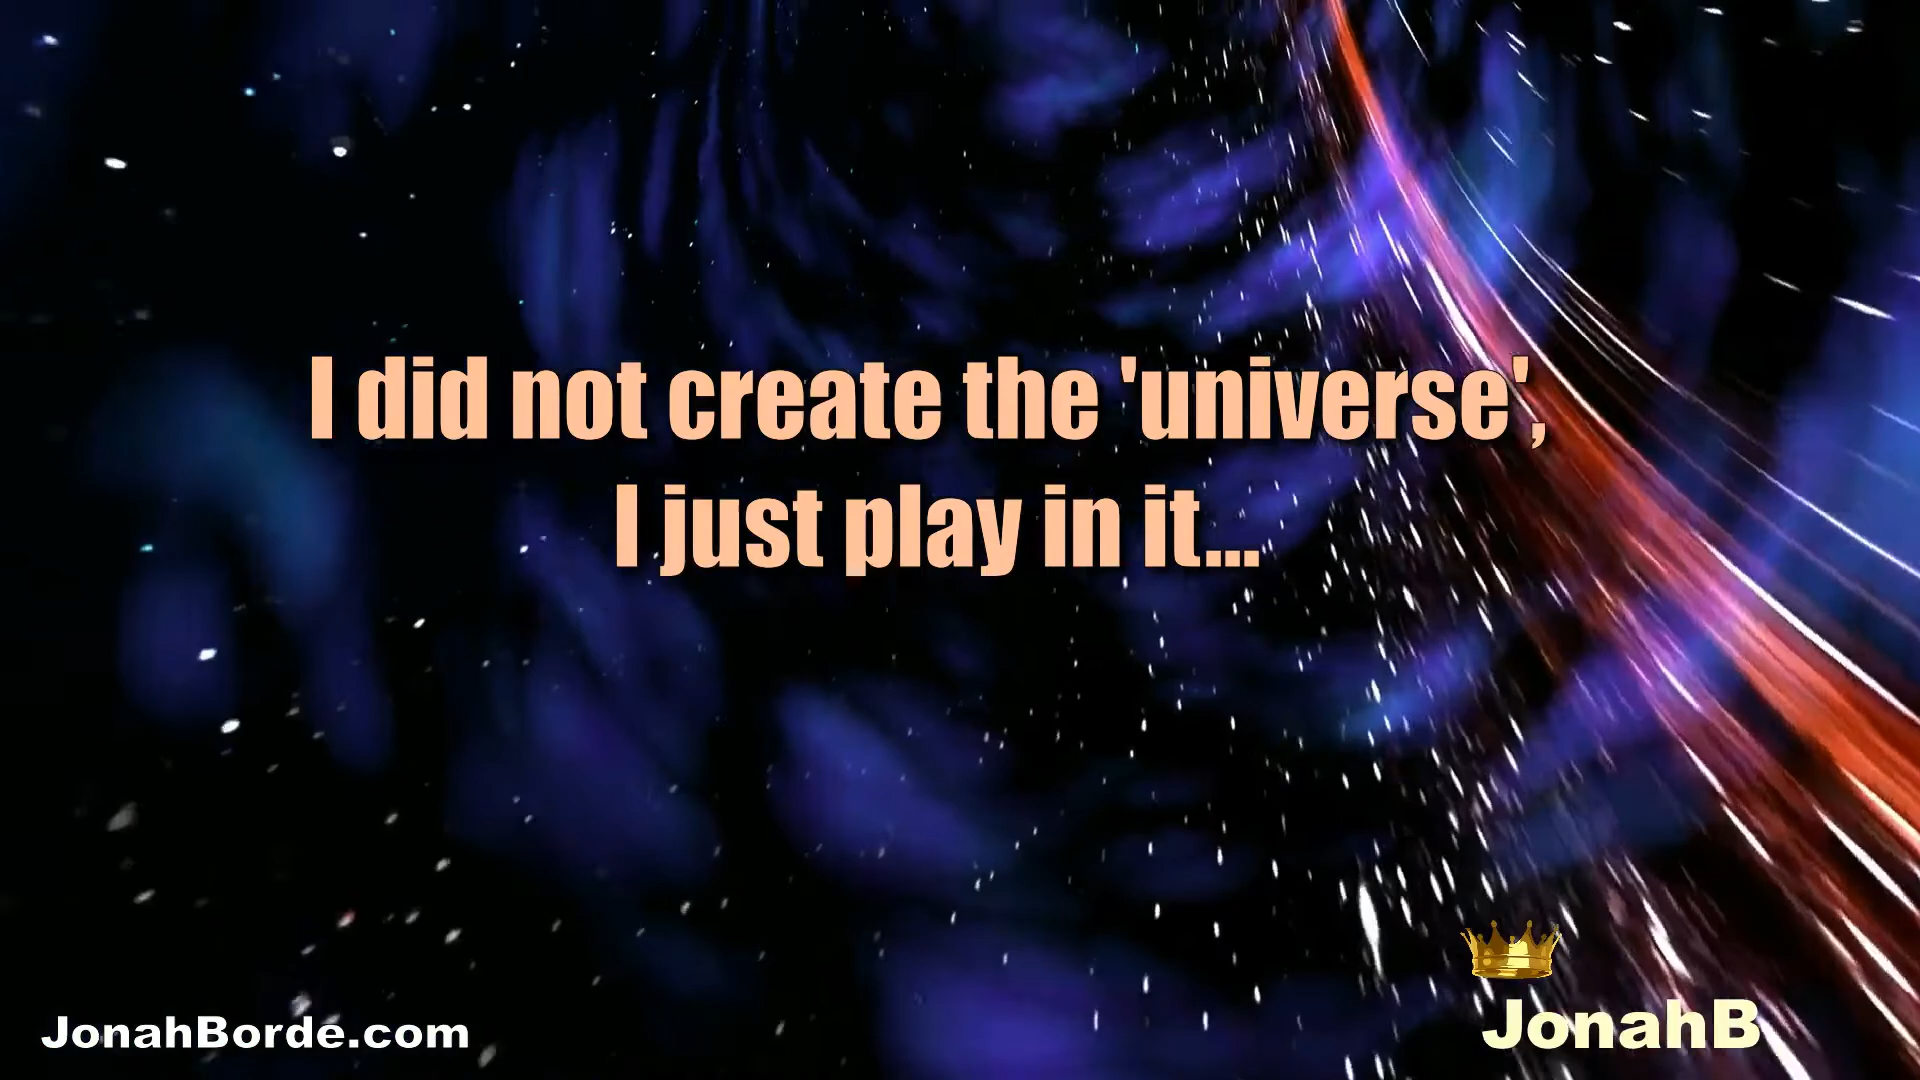 I did not create the 'universe',
I just play in it...
JonahBorde.com
JonahB